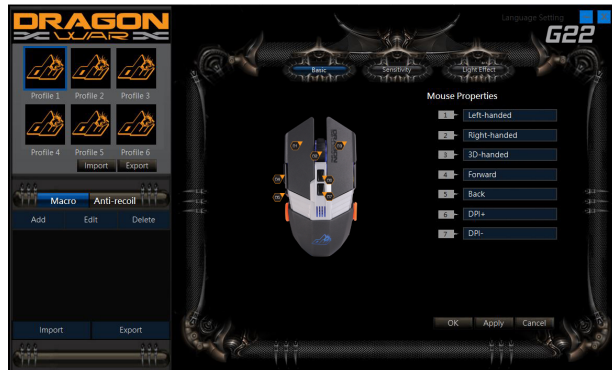 DRAGON
WAR
Language Setting
G22
Profile 1
Profile 2
Profile 3
Profile 4
Profile 5
Profile 6
Import
Export
Macro
Anti-recoil
Add
Edit
Delete
Import
Export
Basic
Sensitivity
Light Effect
Mouse Properties
1 Left-handed
2 Right-handed
3 3D-handed
4 Forward
5 Back
6 DPI+
7 DPI-
OK
Apply
Cancel